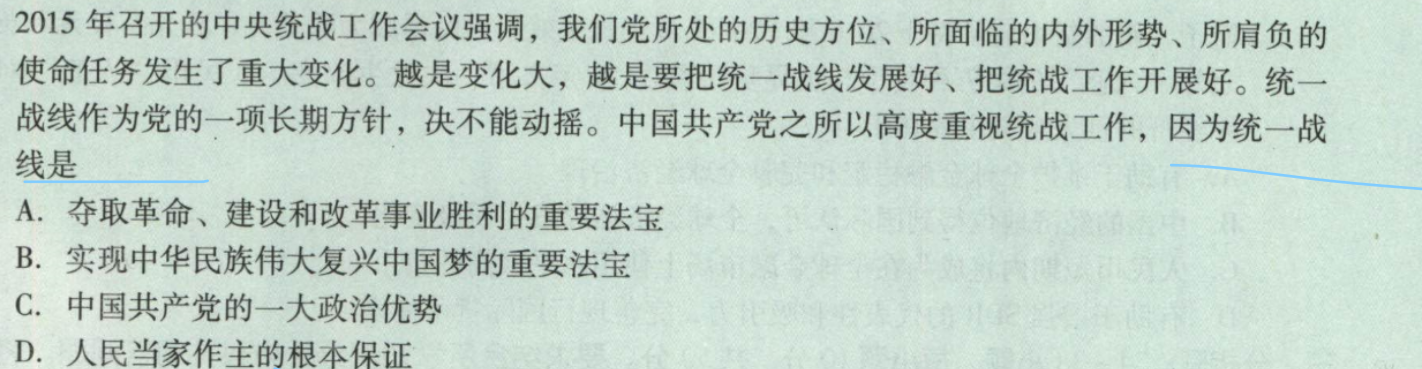 2015 年召开的中央统战工作会议强调，我们党所处的历史方位、所面临的内外形势、所肩负的
使命任务发生了重大变化。越是变化大，越是要把统一战线发展好、把统战工作开展好。统一
战线作为党的一项长期方针，决不能动摇。中国共产党之所以高度重视统战工作，因为统一战
线是
A. 夺取革命、建设和改革事业胜利的重要法宝
B. 实现中华民族伟大复兴中国梦的重要法宝
C. 中国共产党的一大政治优势
D. 人民当家作主的根本保证